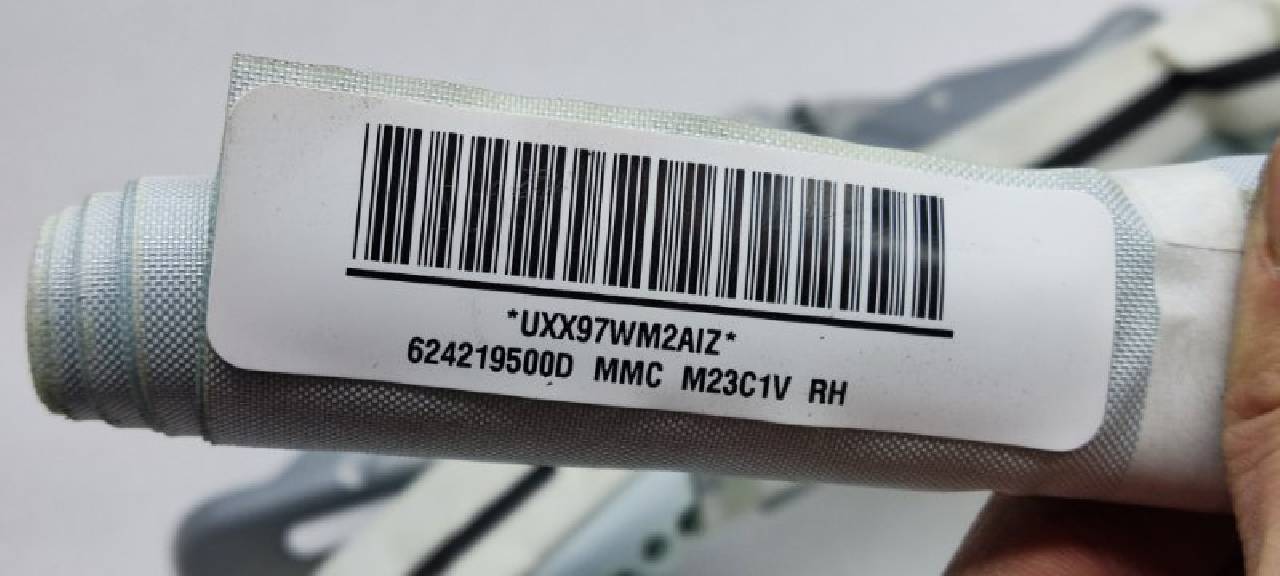 *UXX97WM2AIZ*
624219500D MMC M23C1V RH